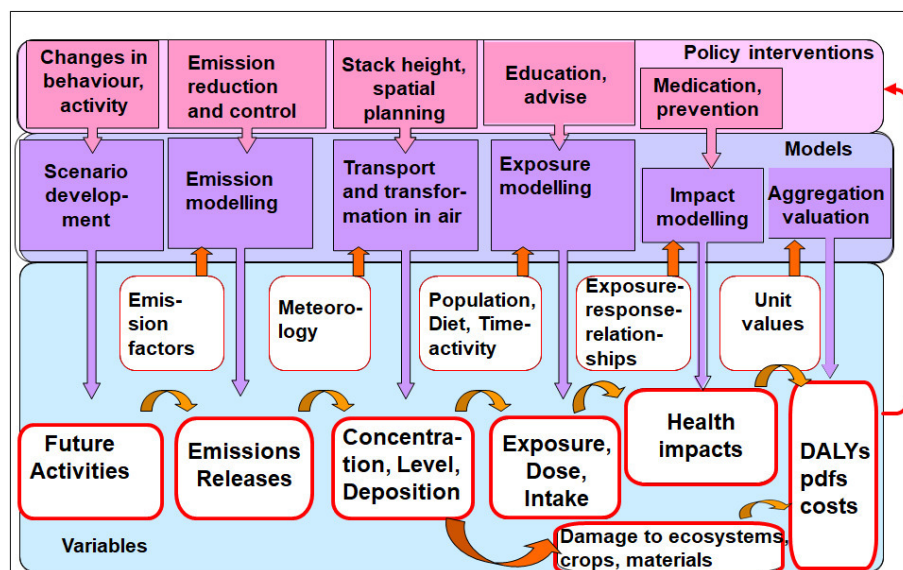 Policy interventions
Changes in
behaviour,
activity
Emission
reduction
and control
Stack height,
spatial
planning
Education,
advise
Medication,
prevention
Models
Scenario
develop-
ment
Emission
modelling
Transport
and transfor-
mation in air
Exposure
modelling
Impact
modelling
Aggregation
valuation
Emis-
sion
factors
Meteoro-
logy
Population,
Diet, Time-
activity
Exposure-
response-
relation-
ships
Unit
values
Future
Activities
Emissions
Releases
Concentra-
tion, Level,
Deposition
Exposure,
Dose,
Intake
Health
impacts
DALYs
pdfs
costs
Damage to ecosystems,
crops, materials
Variables